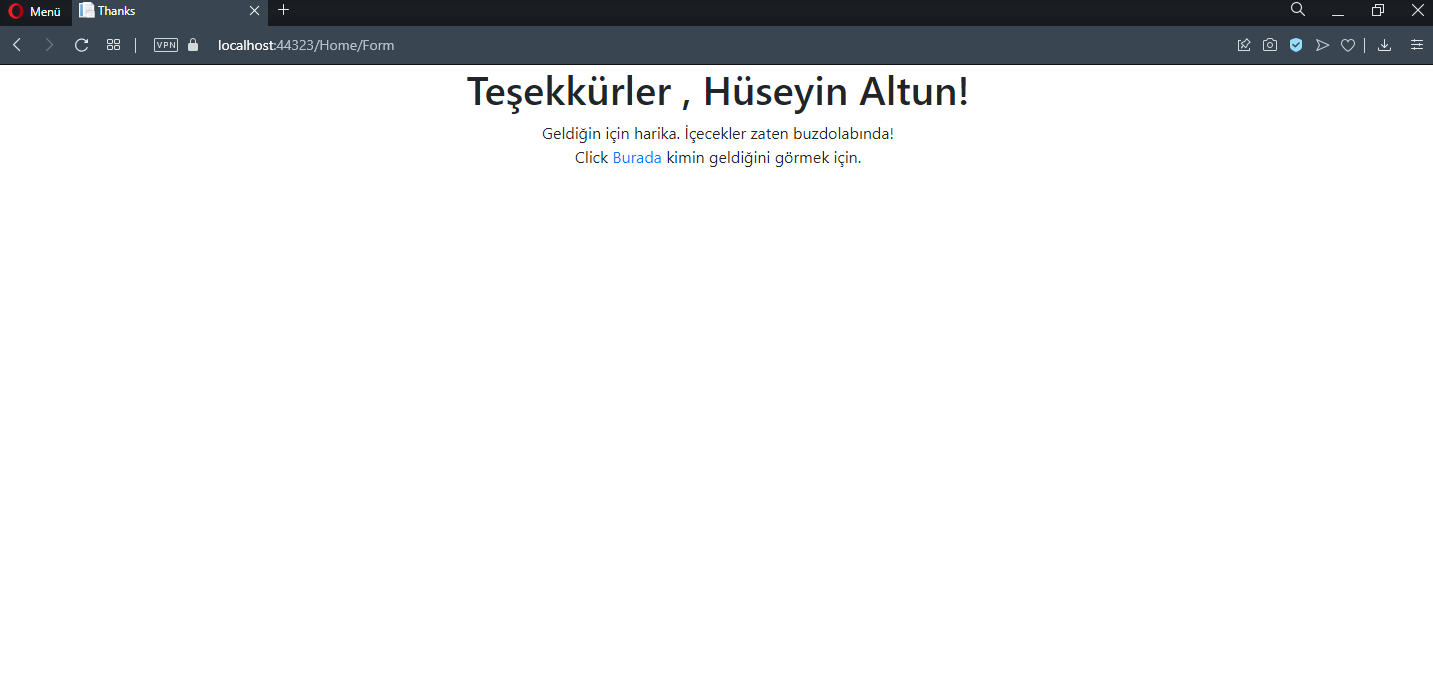 Menü
Thanks
VPN
localhost:44323/Home/Form
Teşekkürler , Hüseyin Altun!
Geldiğin için harika. İçecekler zaten buzdolabında!
Click Burada kimin geldiğini görmek için.